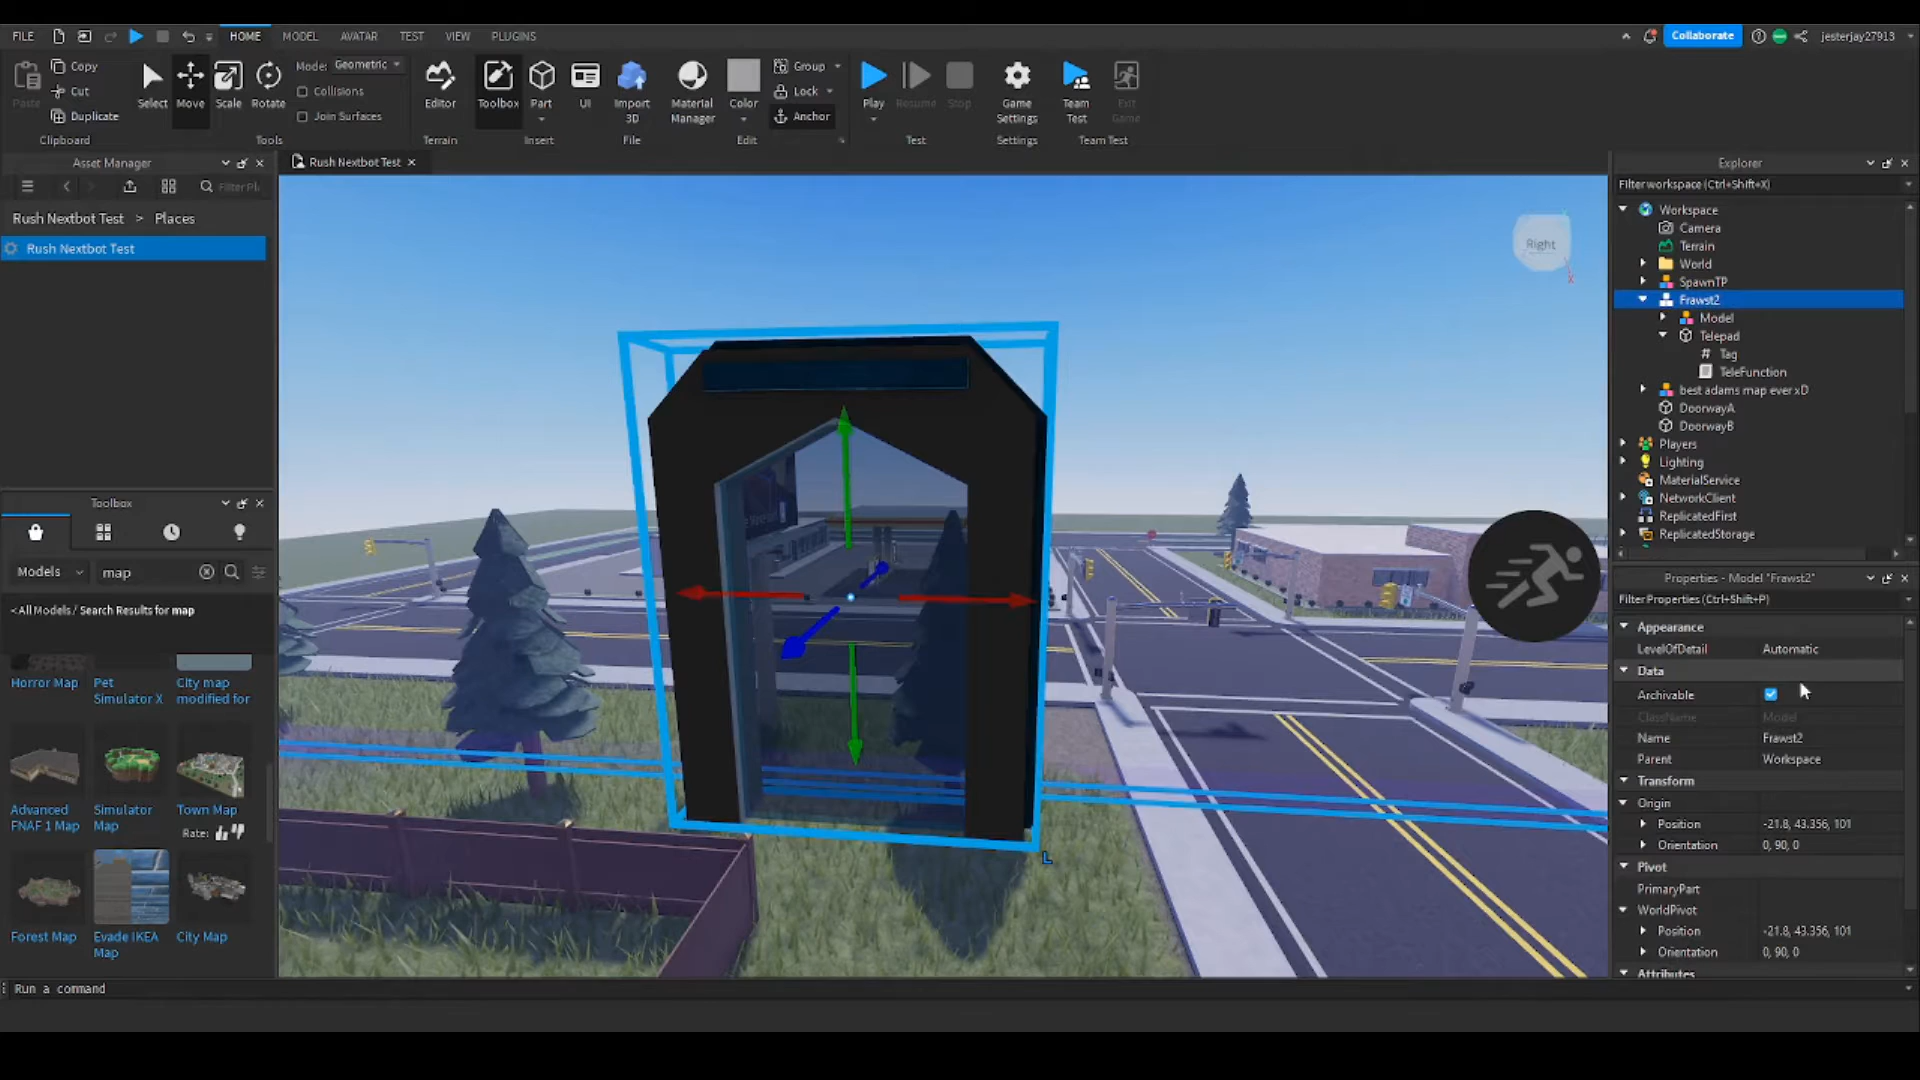 FILE HOME MODEL AVATAR TEST VIEW PLUGINS Collaborate jesterjay27913
Paste Copy Cut Duplicate Clipboard
Select Move Scale Rotate Mode: Geometric Collisions Join Surfaces Tools
Editor Terrain
Toolbox Part UI Insert
Import 3D File
Material Manager Color Group Lock Anchor Edit
Play Resume Stop Test
Game Settings Settings
Team Test Exit Game Team Test
Asset Manager
Filter Pl
Rush Nextbot Test > Places
Rush Nextbot Test
Toolbox
Models map
<All Models / Search Results for map
Horror Map Pet Simulator X City map modified for
Advanced FNAF 1 Map Simulator Map Town Map
Rate:
Forest Map Evade IKEA Map City Map
Run a command
Rush Nextbot Test
Right
X
L
Explorer
Filter workspace (Ctrl+Shift+X)
Workspace
Camera
Terrain
World
SpawnTP
Frawst2
Model
Telepad
# Tag
TeleFunction
best adams map ever xD
DoorwayA
DoorwayB
Players
Lighting
MaterialService
NetworkClient
ReplicatedFirst
ReplicatedStorage
Properties - Model "Frawst2"
Filter Properties (Ctrl+Shift+P)
Appearance
LevelOfDetail Automatic
Data
Archivable
ClassName Model
Name Frawst2
Parent Workspace
Transform
Origin
Position -21.8, 43.356, 101
Orientation 0, 90, 0
Pivot
PrimaryPart
WorldPivot
Position -21.8, 43.356, 101
Orientation 0, 90, 0
Attributes